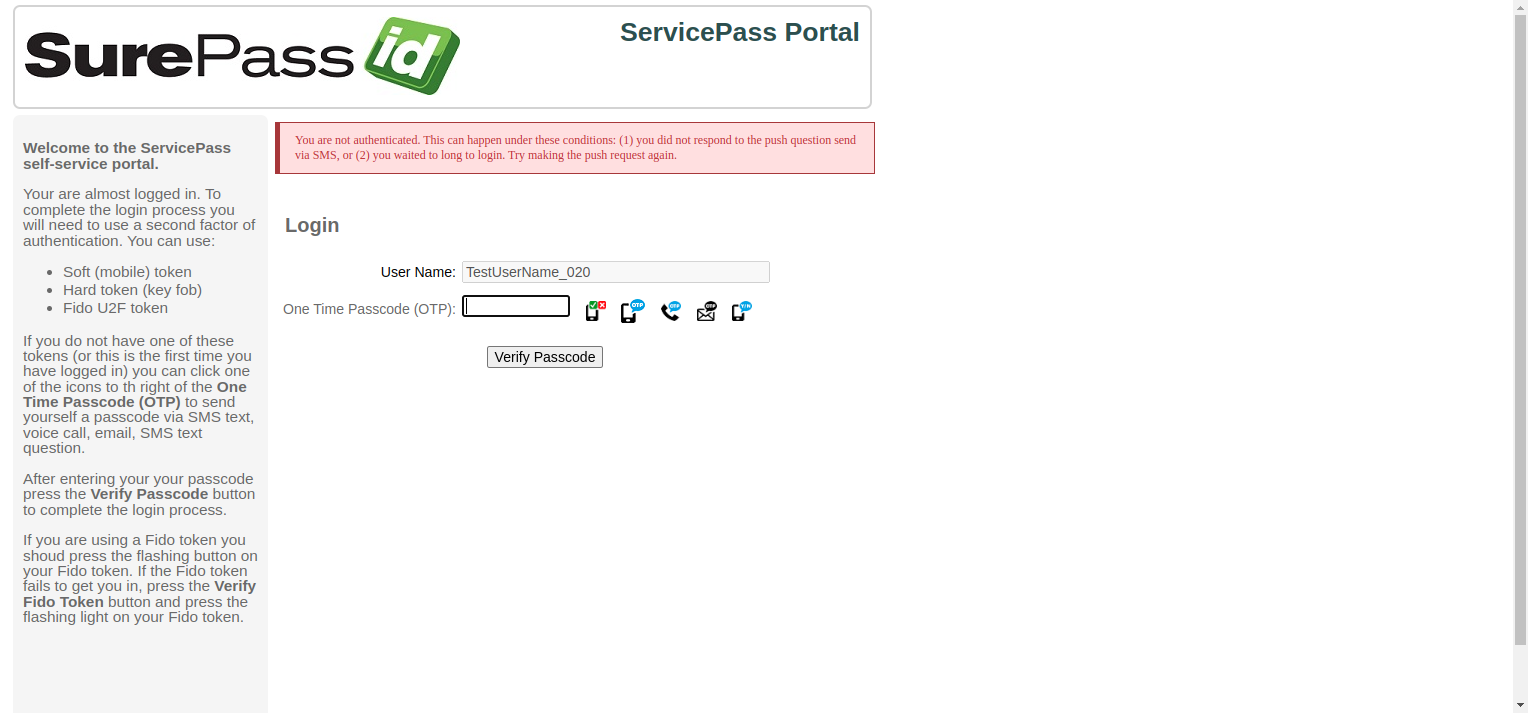 SurePass id
ServicePass Portal
Welcome to the ServicePass
self-service portal.
Your are almost logged in. To
complete the login process you
will need to use a second factor of
authentication. You can use:
Soft (mobile) token
Hard token (key fob)
Fido U2F token
If you do not have one of these
tokens (or this is the first time you
have logged in) you can click one
of the icons to th right of the One
Time Passcode (OTP) to send
yourself a passcode via SMS text,
voice call, email, SMS text
question.
After entering your your passcode
press the Verify Passcode button
to complete the login process.
If you are using a Fido token you
shoud press the flashing button on
your Fido token. If the Fido token
fails to get you in, press the Verify
Fido Token button and press the
flashing light on your Fido token.
You are not authenticated. This can happen under these conditions: (1) you did not respond to the push question send
via SMS, or (2) you waited to long to login. Try making the push request again.
Login
User Name: TestUserName_020
One Time Passcode (OTP): OTP OTP OTP Y/N
Verify Passcode